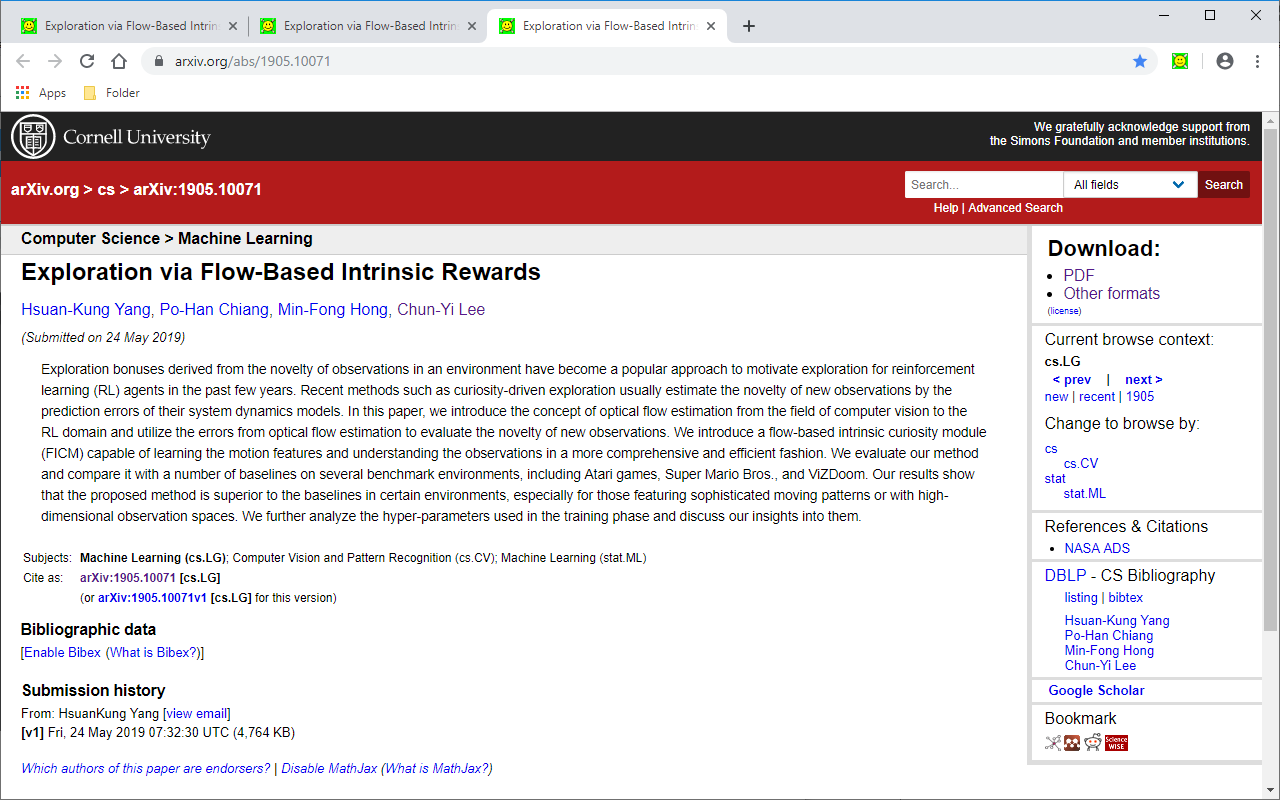 Exploration via Flow-Based Intrins
Exploration via Flow-Based Intrins
Exploration via Flow-Based Intrins
arxiv.org/abs/1905.10071
Apps
Folder
Cornell University
We gratefully acknowledge support from
the Simons Foundation and member institutions.
arXiv.org > cs > arXiv:1905.10071
Search...
All fields
Search
Help | Advanced Search
Computer Science > Machine Learning
Exploration via Flow-Based Intrinsic Rewards
Hsuan-Kung Yang, Po-Han Chiang, Min-Fong Hong, Chun-Yi Lee
(Submitted on 24 May 2019)
Exploration bonuses derived from the novelty of observations in an environment have become a popular approach to motivate exploration for reinforcement
learning (RL) agents in the past few years. Recent methods such as curiosity-driven exploration usually estimate the novelty of new observations by the
prediction errors of their system dynamics models. In this paper, we introduce the concept of optical flow estimation from the field of computer vision to the
RL domain and utilize the errors from optical flow estimation to evaluate the novelty of new observations. We introduce a flow-based intrinsic curiosity module
(FICM) capable of learning the motion features and understanding the observations in a more comprehensive and efficient fashion. We evaluate our method
and compare it with a number of baselines on several benchmark environments, including Atari games, Super Mario Bros., and ViZDoom. Our results show
that the proposed method is superior to the baselines in certain environments, especially for those featuring sophisticated moving patterns or with high-
dimensional observation spaces. We further analyze the hyper-parameters used in the training phase and discuss our insights into them.
Subjects: Machine Learning (cs.LG); Computer Vision and Pattern Recognition (cs.CV); Machine Learning (stat.ML)
Cite as: arXiv:1905.10071 [cs.LG]
(or arXiv:1905.10071v1 [cs.LG] for this version)
Bibliographic data
[Enable Bibex (What is Bibex?)]
Submission history
From: HsuanKung Yang [view email]
[v1] Fri, 24 May 2019 07:32:30 UTC (4,764 KB)
Which authors of this paper are endorsers? | Disable MathJax (What is MathJax?)
Download:
PDF
Other formats
(license)
Current browse context:
cs.LG
< prev | next >
new | recent | 1905
Change to browse by:
cs
cs.CV
stat
stat.ML
References & Citations
NASA ADS
DBLP - CS Bibliography
listing | bibtex
Hsuan-Kung Yang
Po-Han Chiang
Min-Fong Hong
Chun-Yi Lee
Google Scholar
Bookmark
Science
WISE